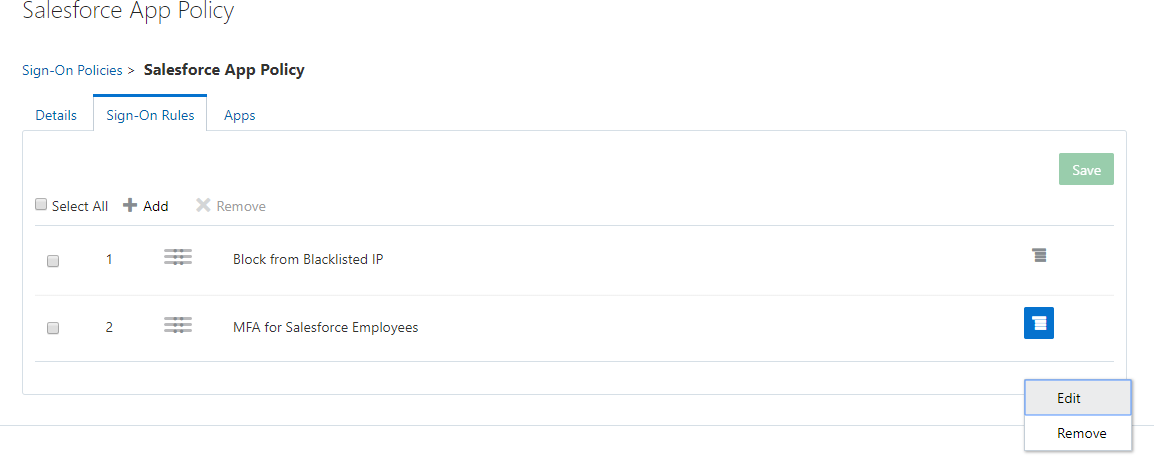 Salesforce App Policy
Sign-On Policies > Salesforce App Policy
Details Sign-On Rules Apps
Save
Select All Add Remove
1 Block from Blacklisted IP
2 MFA for Salesforce Employees
Edit
Remove